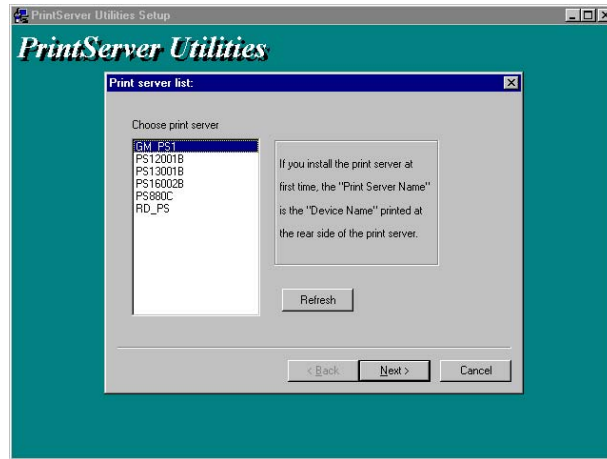 PrintServer Utilities Setup
PrintServer Utilities
Print server list:
Choose print server
GM_PS1
PS12001B
PS13001B
PS16002B
PS880C
RD_PS
If you install the print server at
first time, the "Print Server Name"
is the "Device Name" printed at
the rear side of the print server.
Refresh
< Back
Next >
Cancel